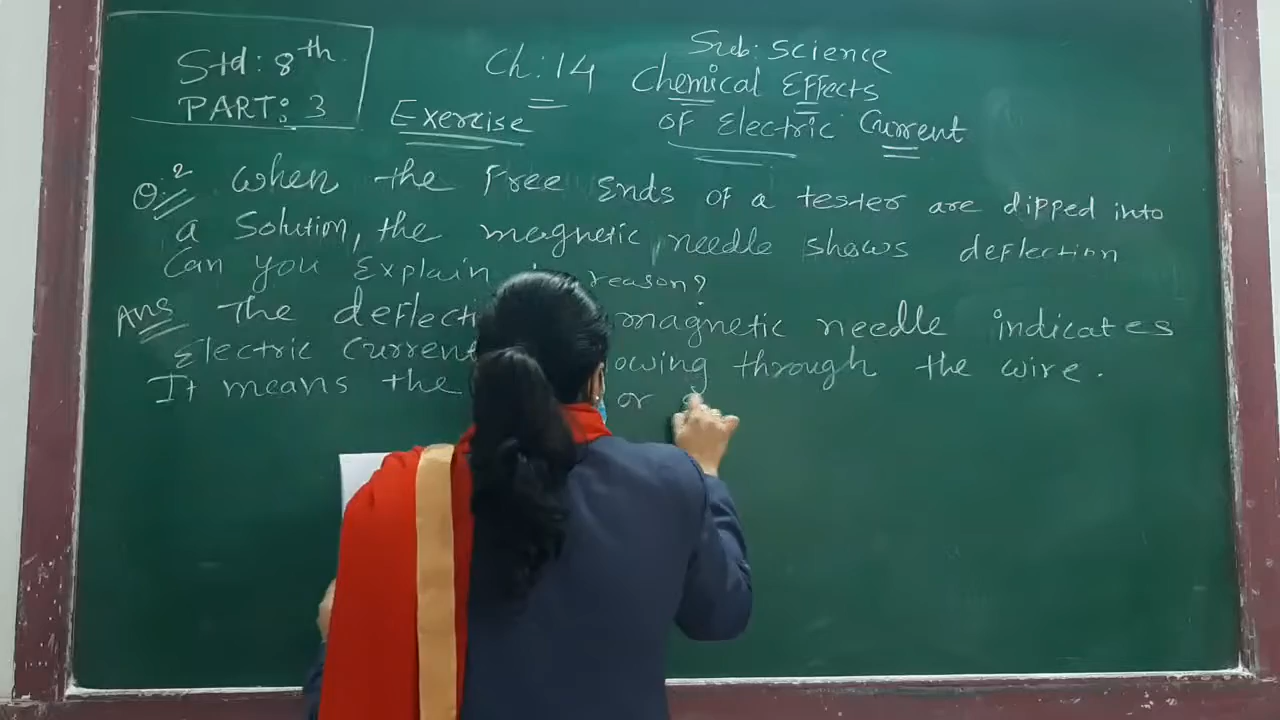 Std: 8th
PART: 3
Ch: 14
Exercise
Sub: Science
Chemical Effects
of Electric Current
Q:2 When the Free Ends of a tester are dipped into
a Solution, the magnetic needle shows deflection
Can you Explain reason?
Ans The deflecti magnetic needle indicates
Electric Current owing through the wire.
It means the or